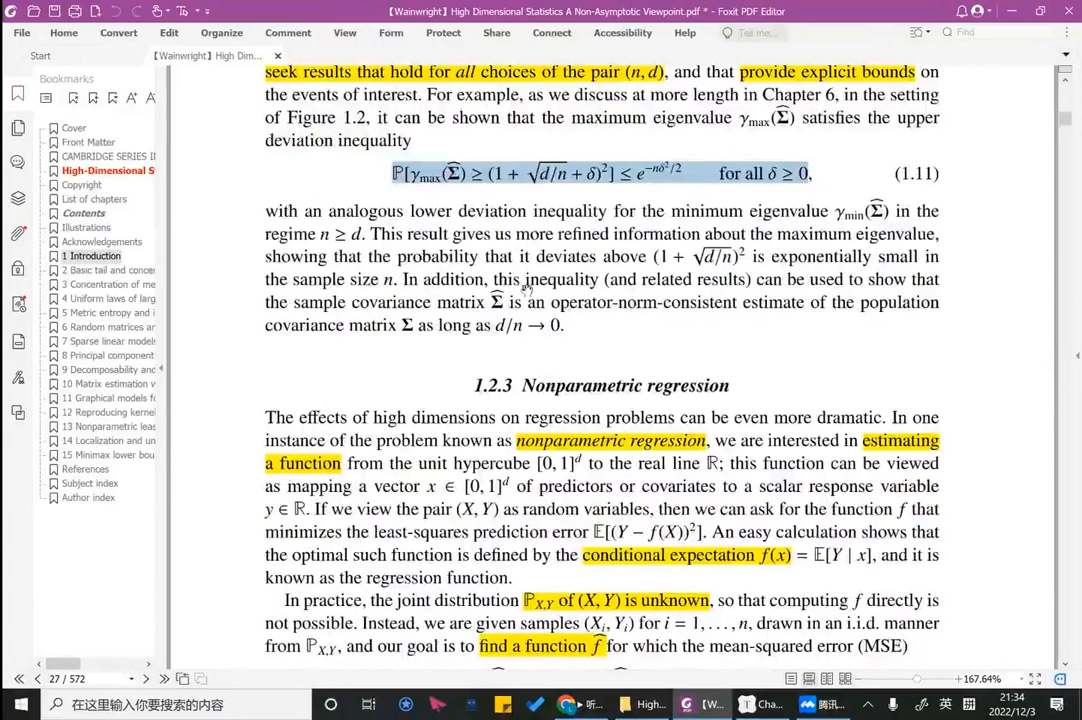 【Wainwright】High Dimensional Statistics A Non-Asymptotic Viewpoint.pdf * - Foxit PDF Editor
File Home Convert Edit Organize Comment View Form Protect Share Connect Accessibility Help Tell me... Find
Start 【Wainwright】High Dim...
Bookmarks
Cover
Front Matter
CAMBRIDGE SERIES IN
High-Dimensional St
Copyright
List of chapters
Contents
Illustrations
Acknowledgements
1 Introduction
2 Basic tail and conce
3 Concentration of me
4 Uniform laws of larg
5 Metric entropy and i
6 Random matrices ar
7 Sparse linear models
8 Principal component
9 Decomposability and
10 Matrix estimation w
11 Graphical models fo
12 Reproducing kernel
13 Nonparametric leas
14 Localization and un
15 Minimax lower bou
References
Subject index
Author index
seek results that hold for all choices of the pair (n, d), and that provide explicit bounds on
the events of interest. For example, as we discuss at more length in Chapter 6, in the setting
of Figure 1.2, it can be shown that the maximum eigenvalue γmax(Σ̂) satisfies the upper
deviation inequality
ℙ[γmax(Σ̂) ≥ (1 + √d/n + δ)²] ≤ e^{−nδ²/2} for all δ ≥ 0, (1.11)
with an analogous lower deviation inequality for the minimum eigenvalue γmin(Σ̂) in the
regime n ≥ d. This result gives us more refined information about the maximum eigenvalue,
showing that the probability that it deviates above (1 + √d/n)² is exponentially small in
the sample size n. In addition, this inequality (and related results) can be used to show that
the sample covariance matrix Σ̂ is an operator-norm-consistent estimate of the population
covariance matrix Σ as long as d/n → 0.
1.2.3 Nonparametric regression
The effects of high dimensions on regression problems can be even more dramatic. In one
instance of the problem known as nonparametric regression, we are interested in estimating
a function from the unit hypercube [0, 1]ᵈ to the real line ℝ; this function can be viewed
as mapping a vector x ∈ [0, 1]ᵈ of predictors or covariates to a scalar response variable
y ∈ ℝ. If we view the pair (X, Y) as random variables, then we can ask for the function f that
minimizes the least-squares prediction error 𝔼[(Y − f(X))²]. An easy calculation shows that
the optimal such function is defined by the conditional expectation f(x) = 𝔼[Y | x], and it is
known as the regression function.
In practice, the joint distribution ℙX,Y of (X, Y) is unknown, so that computing f directly is
not possible. Instead, we are given samples (Xi, Yi) for i = 1, . . . , n, drawn in an i.i.d. manner
from ℙX,Y, and our goal is to find a function f̂ for which the mean-squared error (MSE)
27 / 572 167.64%
在这里输入你要搜索的内容 听... High... 【W... Cha... 腾讯... 英 拼 21:34
2022/12/3